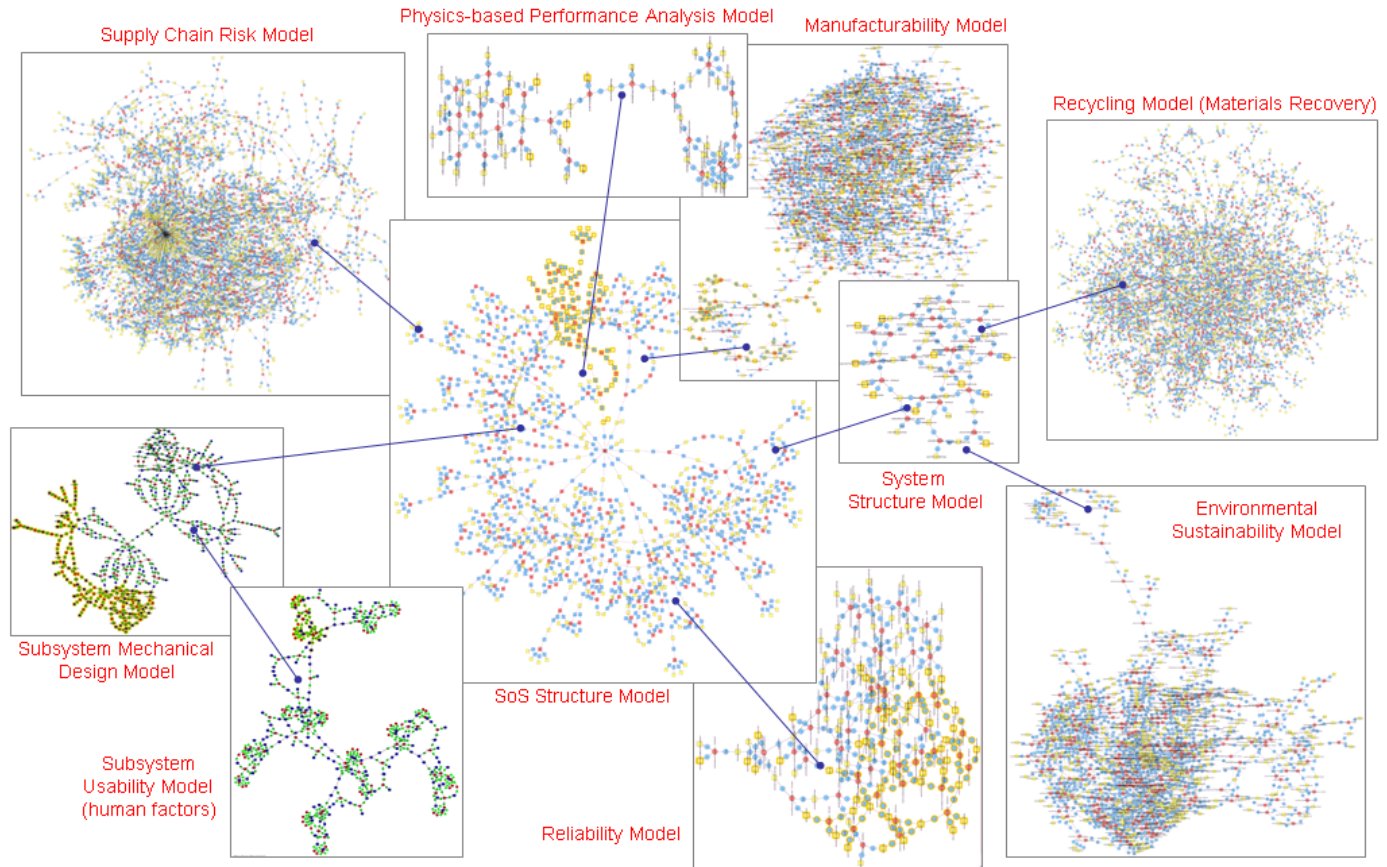 Physics-based Performance Analysis Model
Supply Chain Risk Model
Manufacturability Model
Recycling Model (Materials Recovery)
System
Structure Model
Environmental
Sustainability Model
Subsystem Mechanical
Design Model
SoS Structure Model
Subsystem
Usability Model
(human factors)
Reliability Model